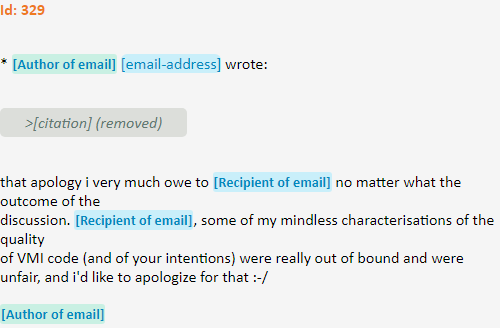 Id: 329
* [Author of email] [email-address] wrote:
>[citation] (removed)
that apology i very much owe to [Recipient of email] no matter what the
outcome of the
discussion. [Recipient of email], some of my mindless characterisations of the
quality
of VMI code (and of your intentions) were really out of bound and were
unfair, and i'd like to apologize for that :-/
[Author of email]